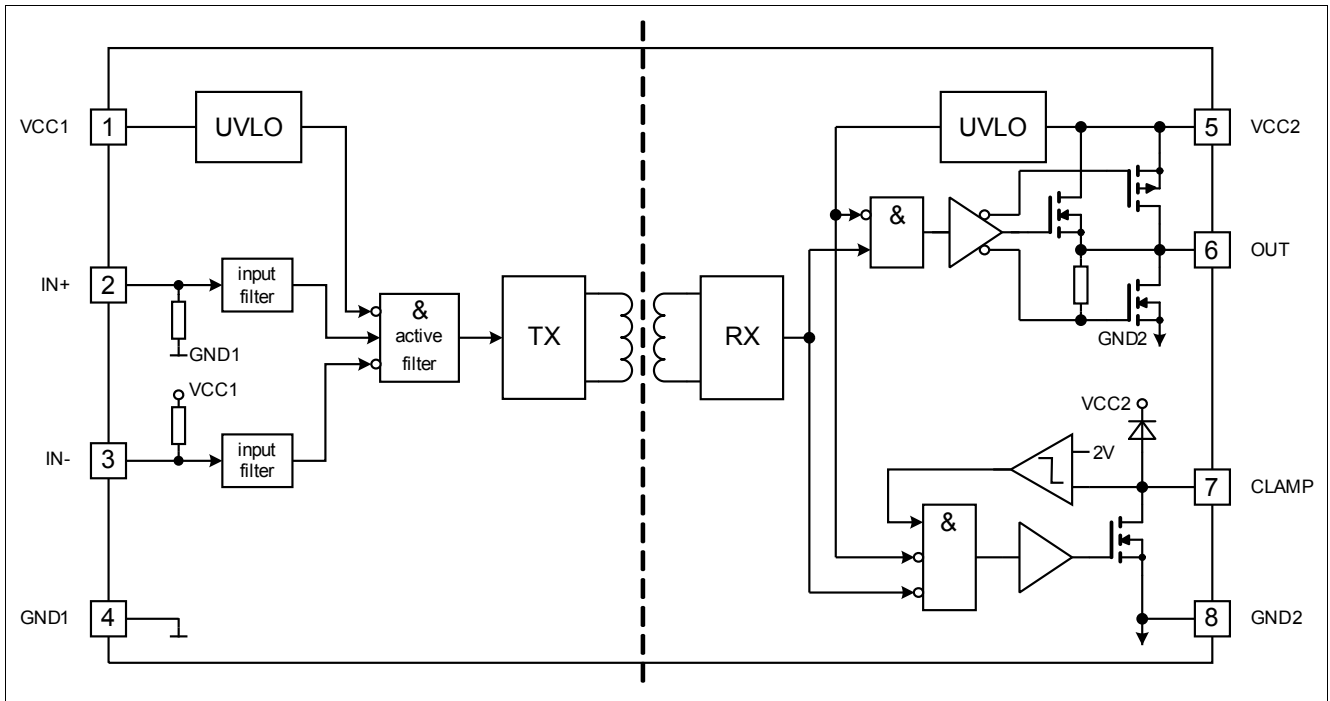 VCC1
1
UVLO
UVLO
5
VCC2
&
IN+
2
input
filter
6
OUT
GND1
&
active
filter
TX
RX
GND2
VCC1
VCC2
IN-
3
input
filter
2V
7
CLAMP
&
GND1
4
8
GND2